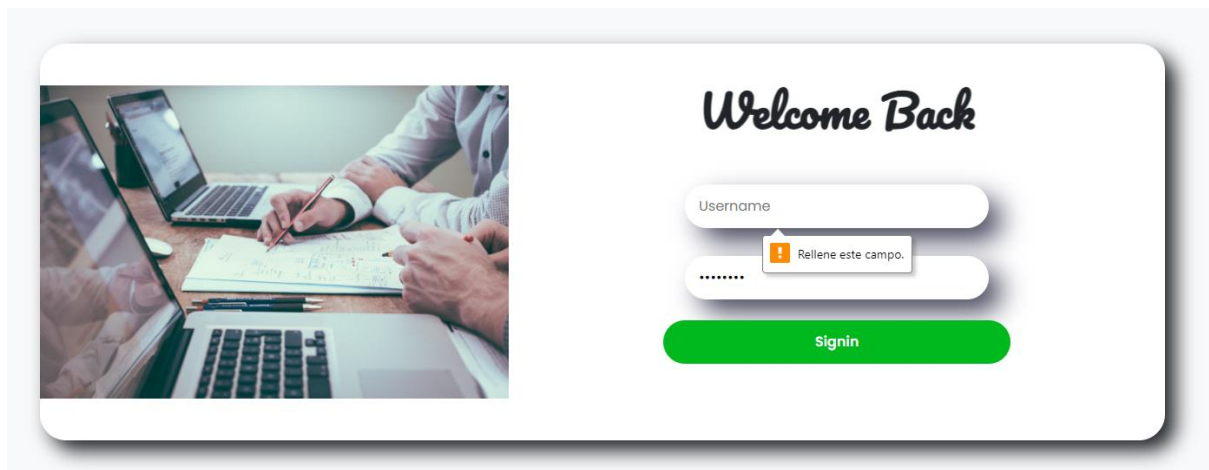 Welcome Back
Username
Rellene este campo.
••••••••
Signin